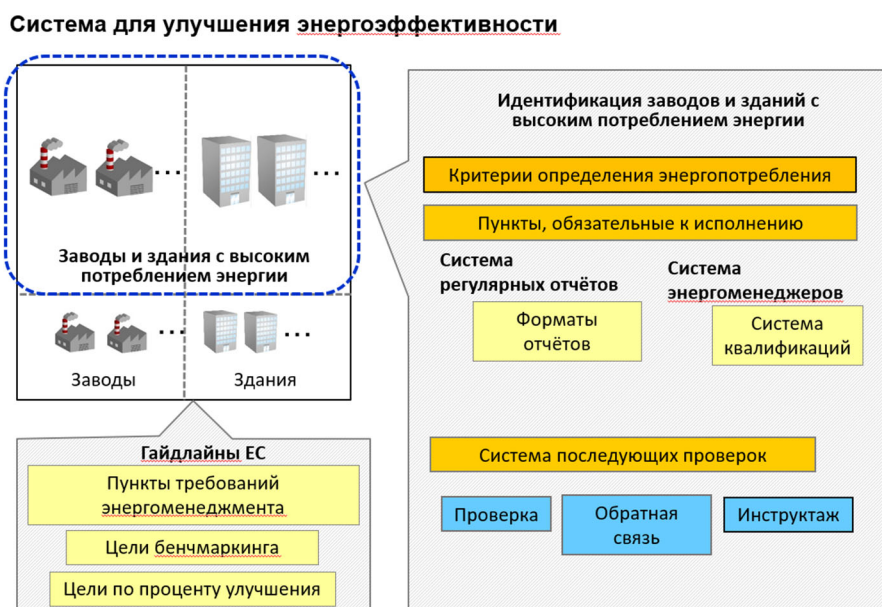 Система для улучшения энергоэффективности
...
...
Заводы и здания с высоким
потреблением энергии
...
...
Заводы
Здания
Гайдлайны ЕС
Пункты требований
энергоменеджмента
Цели бенчмаркинга
Цели по проценту улучшения
Идентификация заводов и зданий с
высоким потреблением энергии
Критерии определения энергопотребления
Пункты, обязательные к исполнению
Система
регулярных отчётов
Форматы
отчётов
Система
энергоменеджеров
Система
квалификаций
Система последующих проверок
Проверка
Обратная
связь
Инструктаж